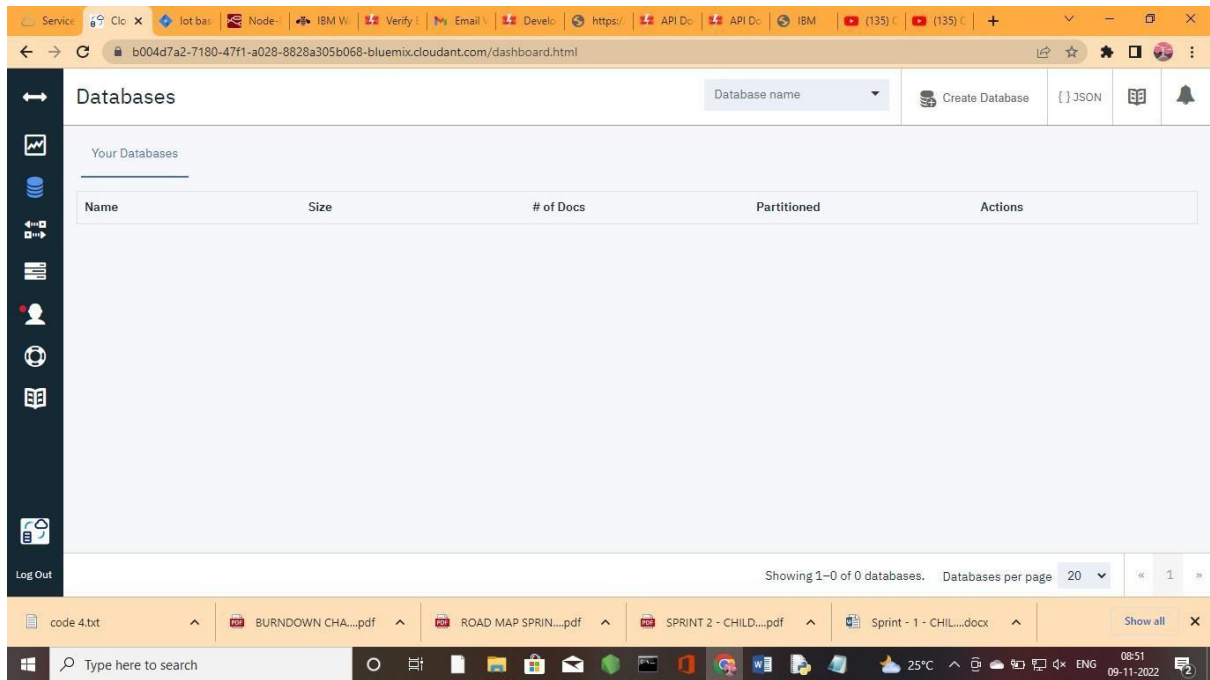 Service
Clo
Iot bas
Node-
IBM W
Verify E
Email
Develo
https:/
API Do
API Do
IBM
(135)
(135)
b004d7a2-7180-47f1-a028-8828a305b068-bluemix.cloudant.com/dashboard.html
Databases
Database name
Create Database
{ } JSON
Your Databases
Name Size # of Docs Partitioned Actions
Log Out
Showing 1–0 of 0 databases. Databases per page 20 « 1 »
code 4.txt
BURNDOWN CHA....pdf
ROAD MAP SPRIN....pdf
SPRINT 2 - CHILD....pdf
Sprint - 1 - CHIL....docx
Show all
Type here to search
25°C
ENG
08:51
09-11-2022
2